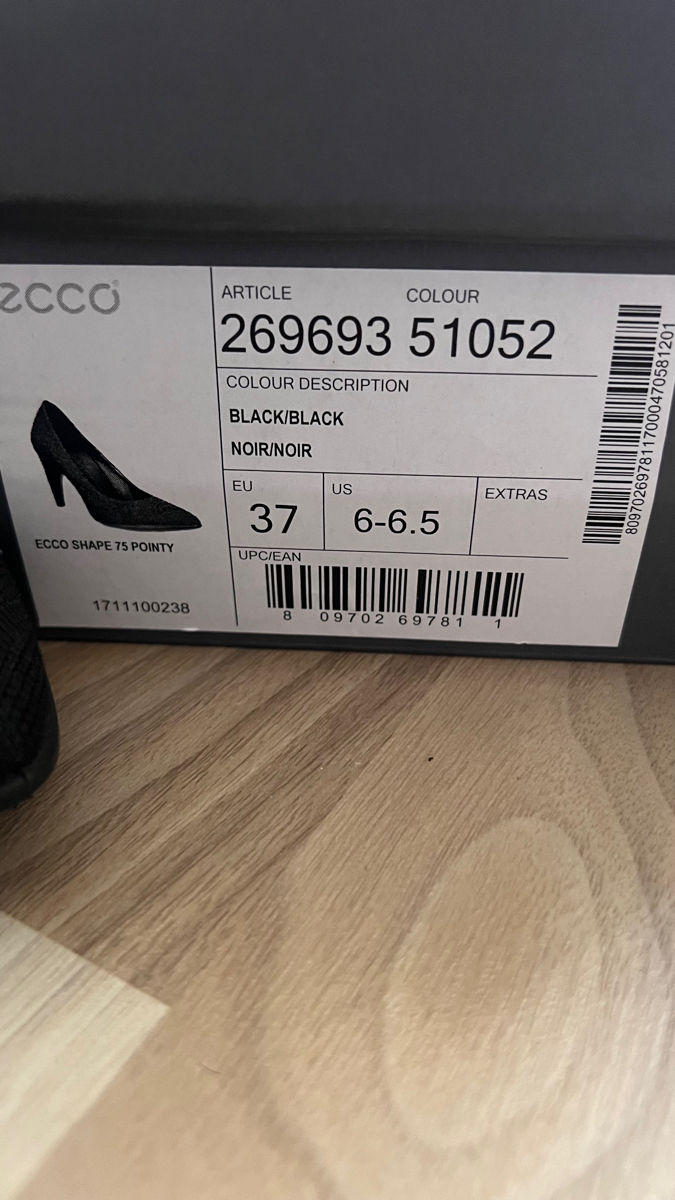 ecco
ARTICLE
COLOUR
269693 51052
COLOUR DESCRIPTION
BLACK/BLACK
NOIR/NOIR
EU
37
US
6-6.5
EXTRAS
ECCO SHAPE 75 POINTY
1711100238
UPC/EAN
8 09702 69781 1
8097026978117000470581201